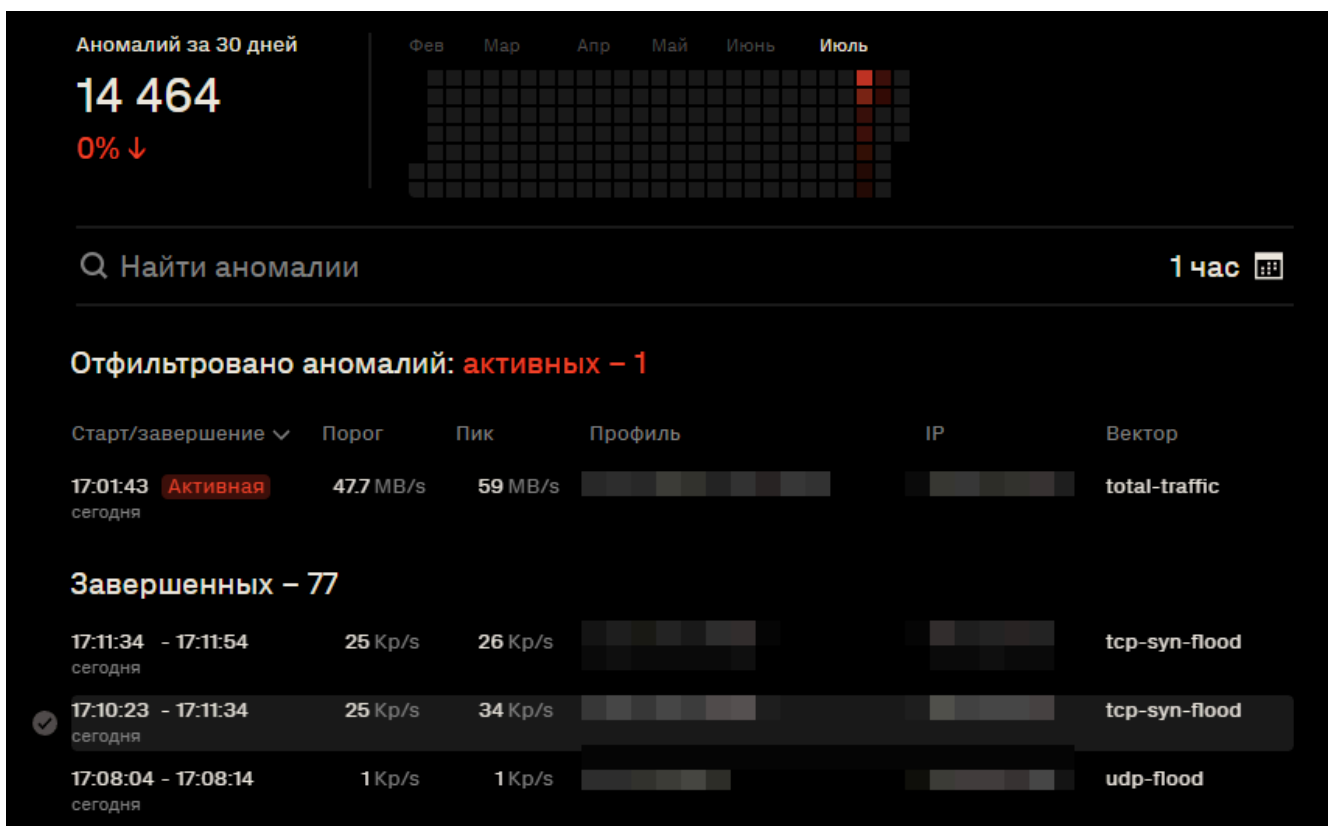 Аномалий за 30 дней
14 464
0% ↓
Фев Мар Апр Май Июнь Июль
Найти аномалии 1 час
Отфильтровано аномалий: активных – 1
Старт/завершение Порог Пик Профиль IP Вектор
17:01:43 Активная 47.7 MB/s 59 MB/s total-traffic
сегодня
Завершенных – 77
17:11:34 - 17:11:54 25 Kp/s 26 Kp/s tcp-syn-flood
сегодня
17:10:23 - 17:11:34 25 Kp/s 34 Kp/s tcp-syn-flood
сегодня
17:08:04 - 17:08:14 1 Kp/s 1 Kp/s udp-flood
сегодня